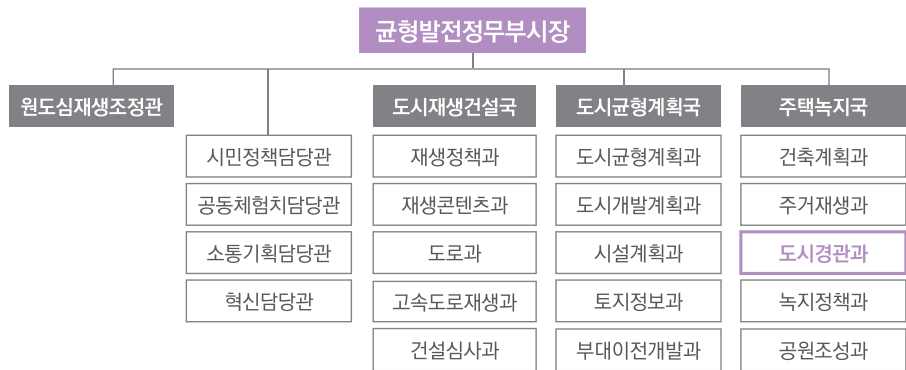 균형발전정무부시장
원도심재생조정관
도시재생건설국
도시균형계획국
주택녹지국
시민정책담당관
재생정책과
도시균형계획과
건축계획과
공동체협치담당관
재생콘텐츠과
도시개발계획과
주거재생과
소통기획담당관
도로과
시설계획과
도시경관과
혁신담당관
고속도로재생과
토지정보과
녹지정책과
건설심사과
부대이전개발과
공원조성과